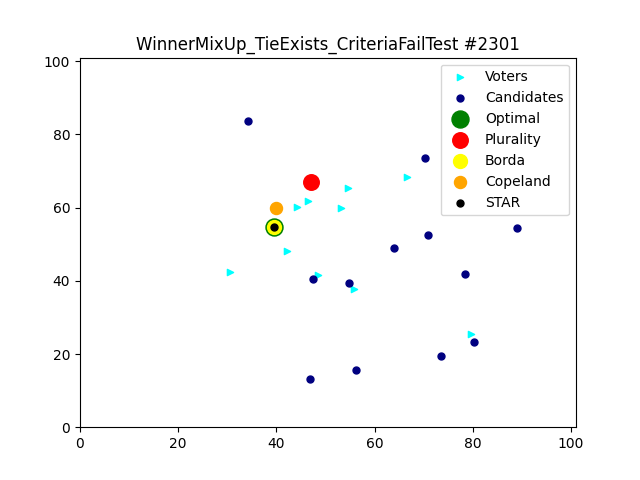 WinnerMixUp_TieExists_CriteriaFailTest #2301
Voters
Candidates
Optimal
Plurality
Borda
Copeland
STAR
100
80
60
40
20
0
0 20 40 60 80 100